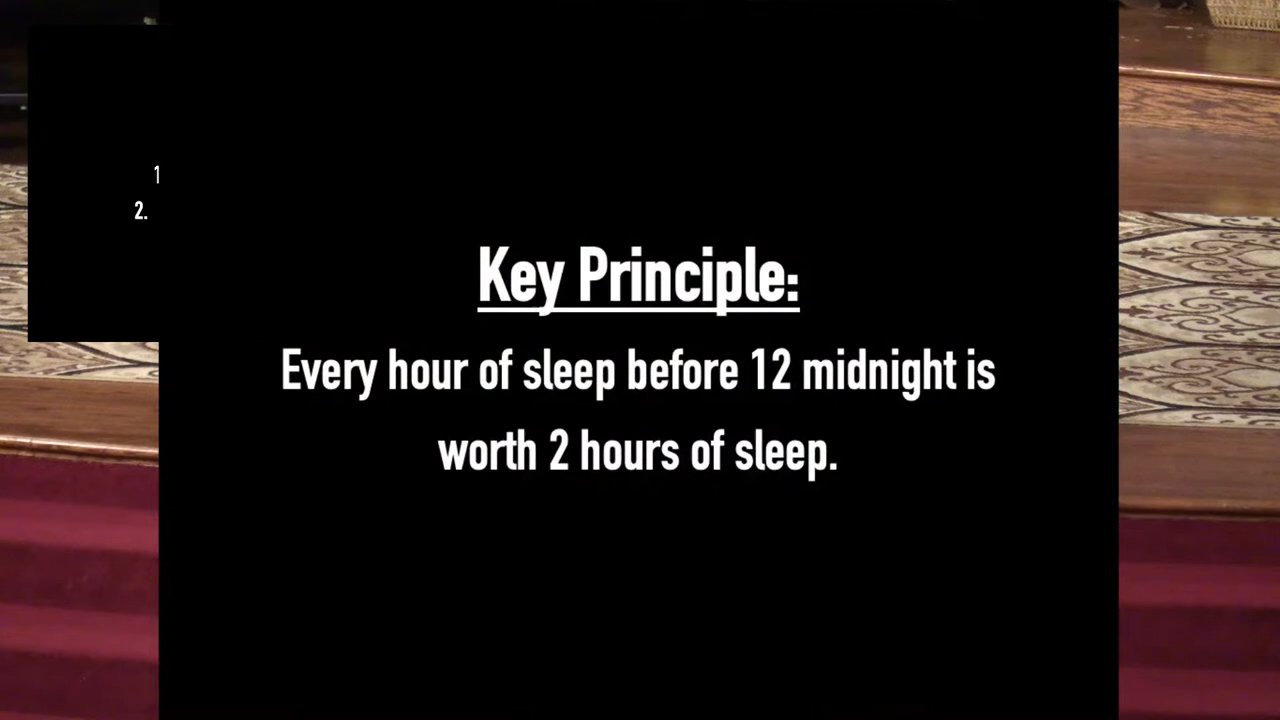 1
2.
Key Principle:
Every hour of sleep before 12 midnight is
worth 2 hours of sleep.